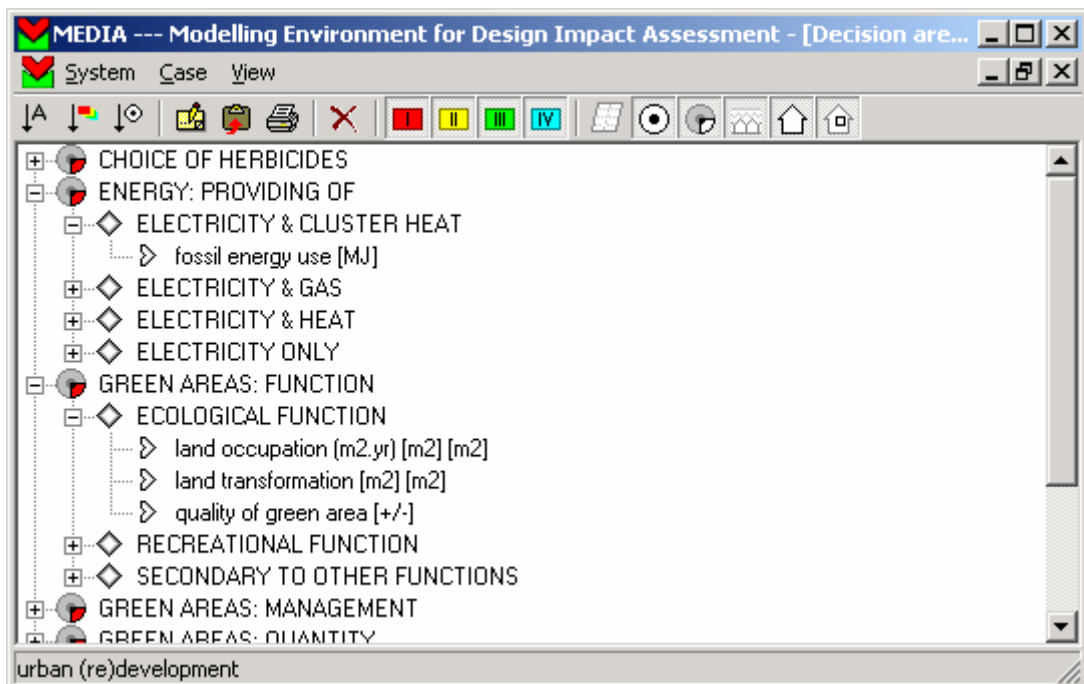 MEDIA --- Modelling Environment for Design Impact Assessment - [Decision are...
System Case View
A I II III IV
CHOICE OF HERBICIDES
ENERGY: PROVIDING OF
ELECTRICITY & CLUSTER HEAT
fossil energy use [MJ]
ELECTRICITY & GAS
ELECTRICITY & HEAT
ELECTRICITY ONLY
GREEN AREAS: FUNCTION
ECOLOGICAL FUNCTION
land occupation (m2.yr) [m2] [m2]
land transformation [m2] [m2]
quality of green area [+/-]
RECREATIONAL FUNCTION
SECONDARY TO OTHER FUNCTIONS
GREEN AREAS: MANAGEMENT
GREEN AREAS: QUANTITY
urban (re)development